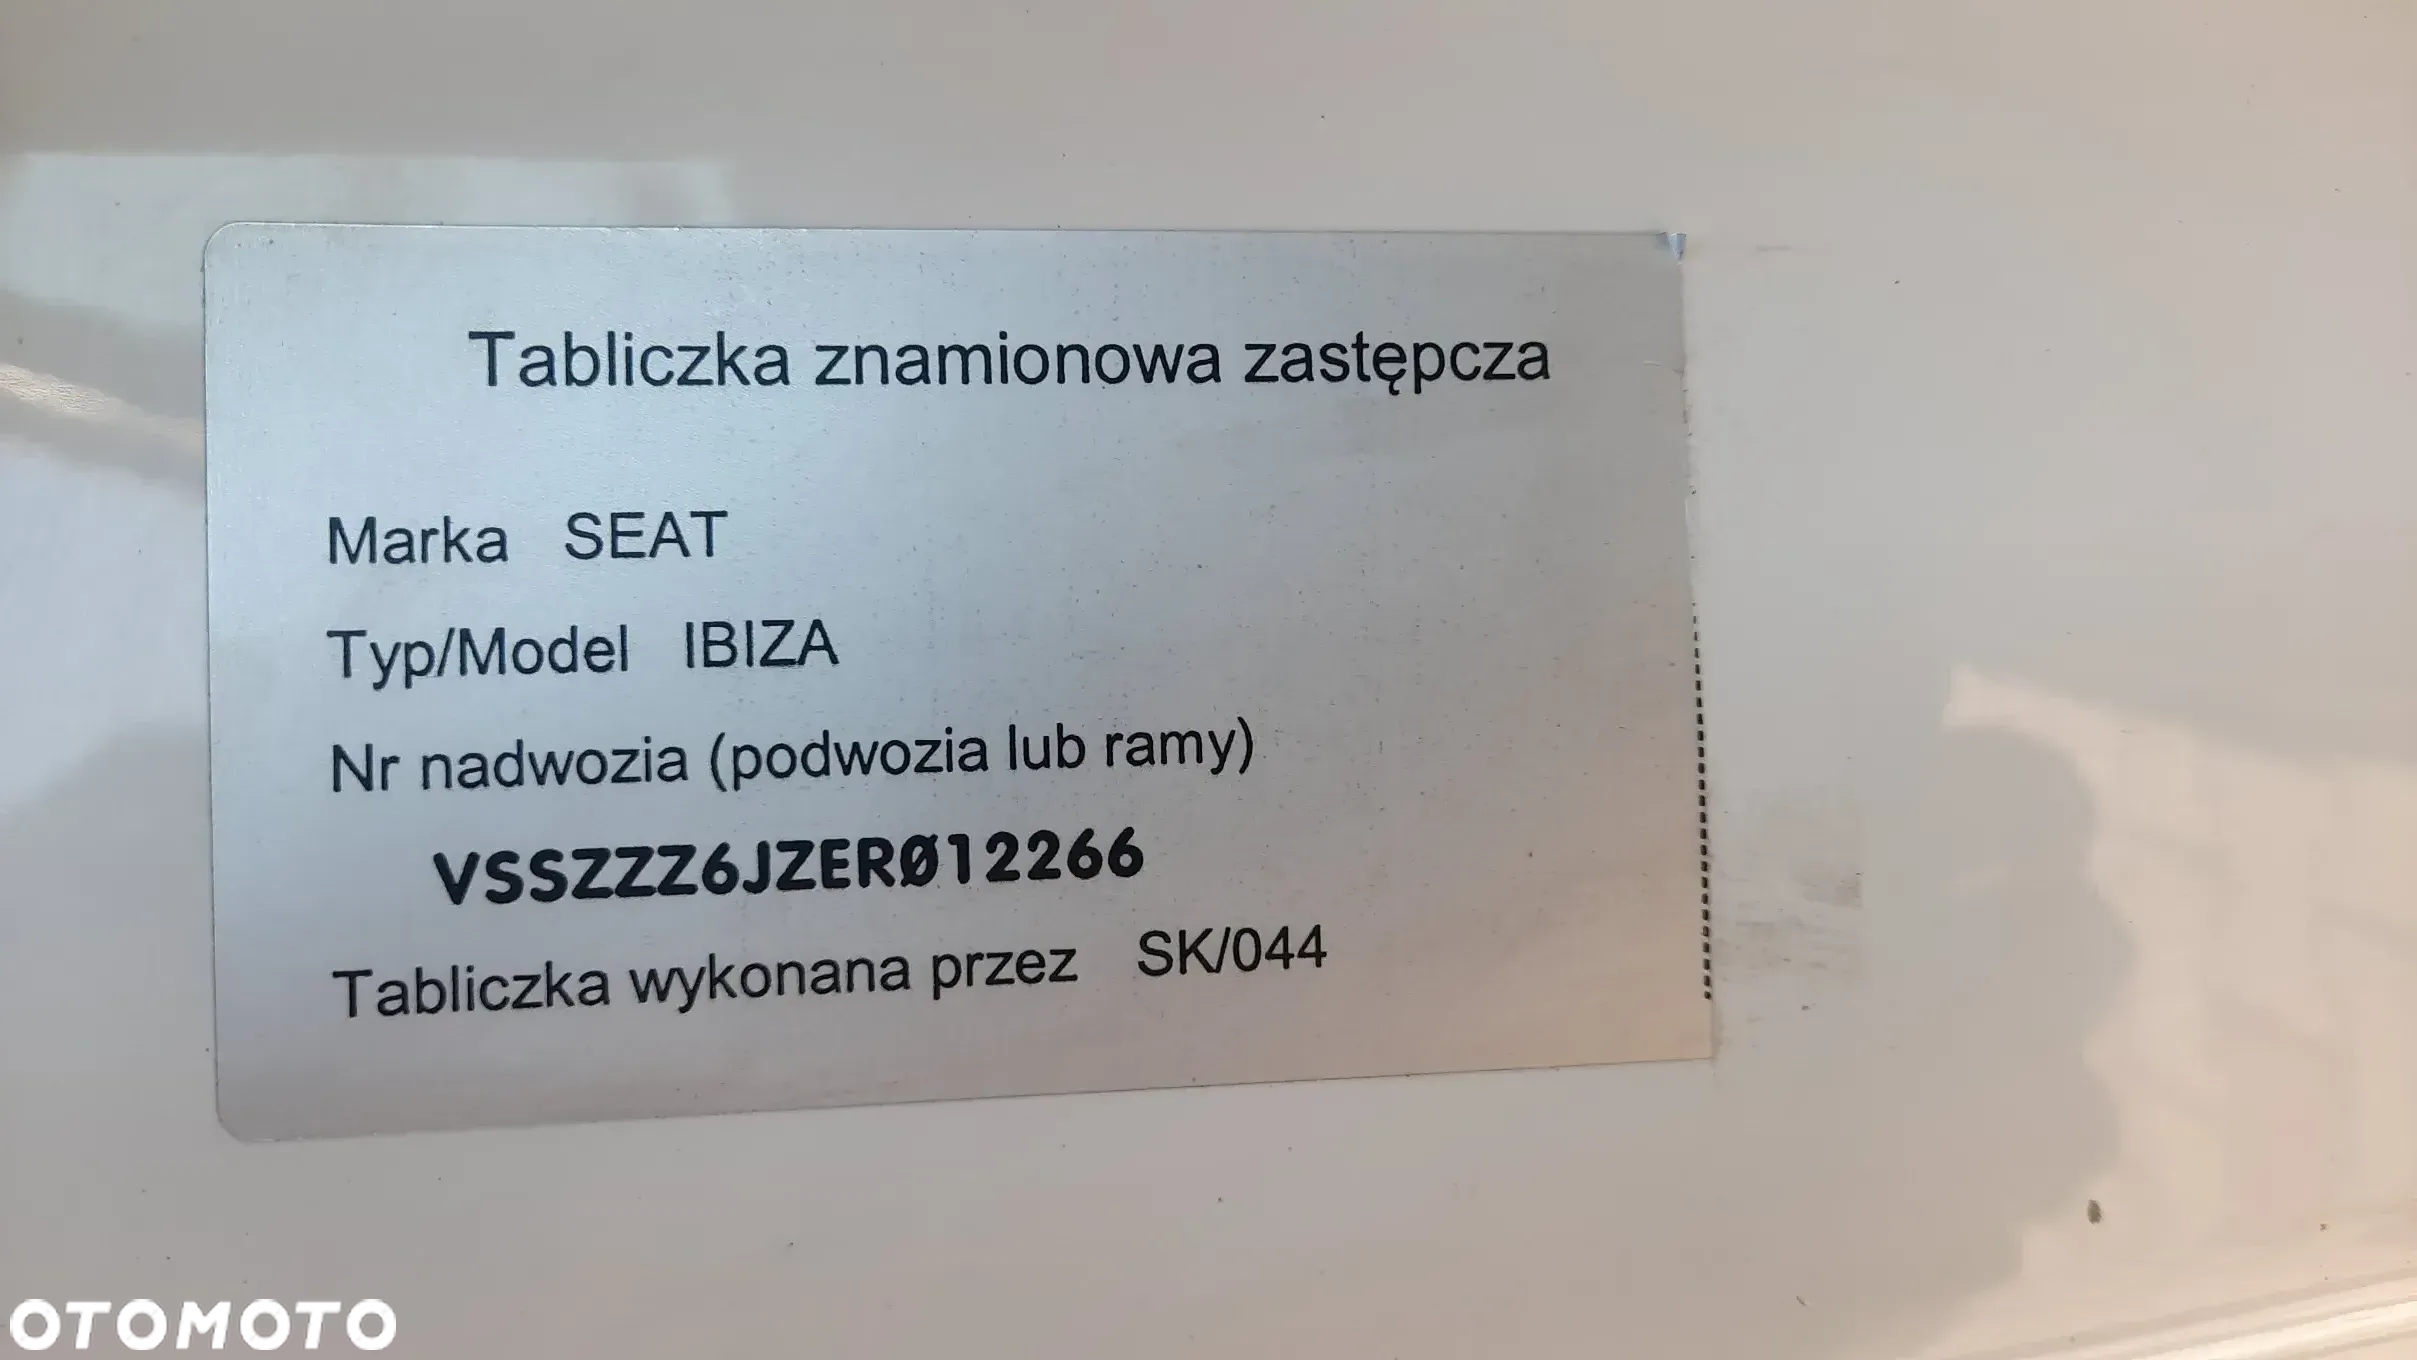 Tabliczka znamionowa zastępcza
Marka SEAT
Typ/Model IBIZA
Nr nadwozia (podwozia lub ramy)
VSSZZZ6JZER012266
Tabliczka wykonana przez SK/044
OTOMOTO